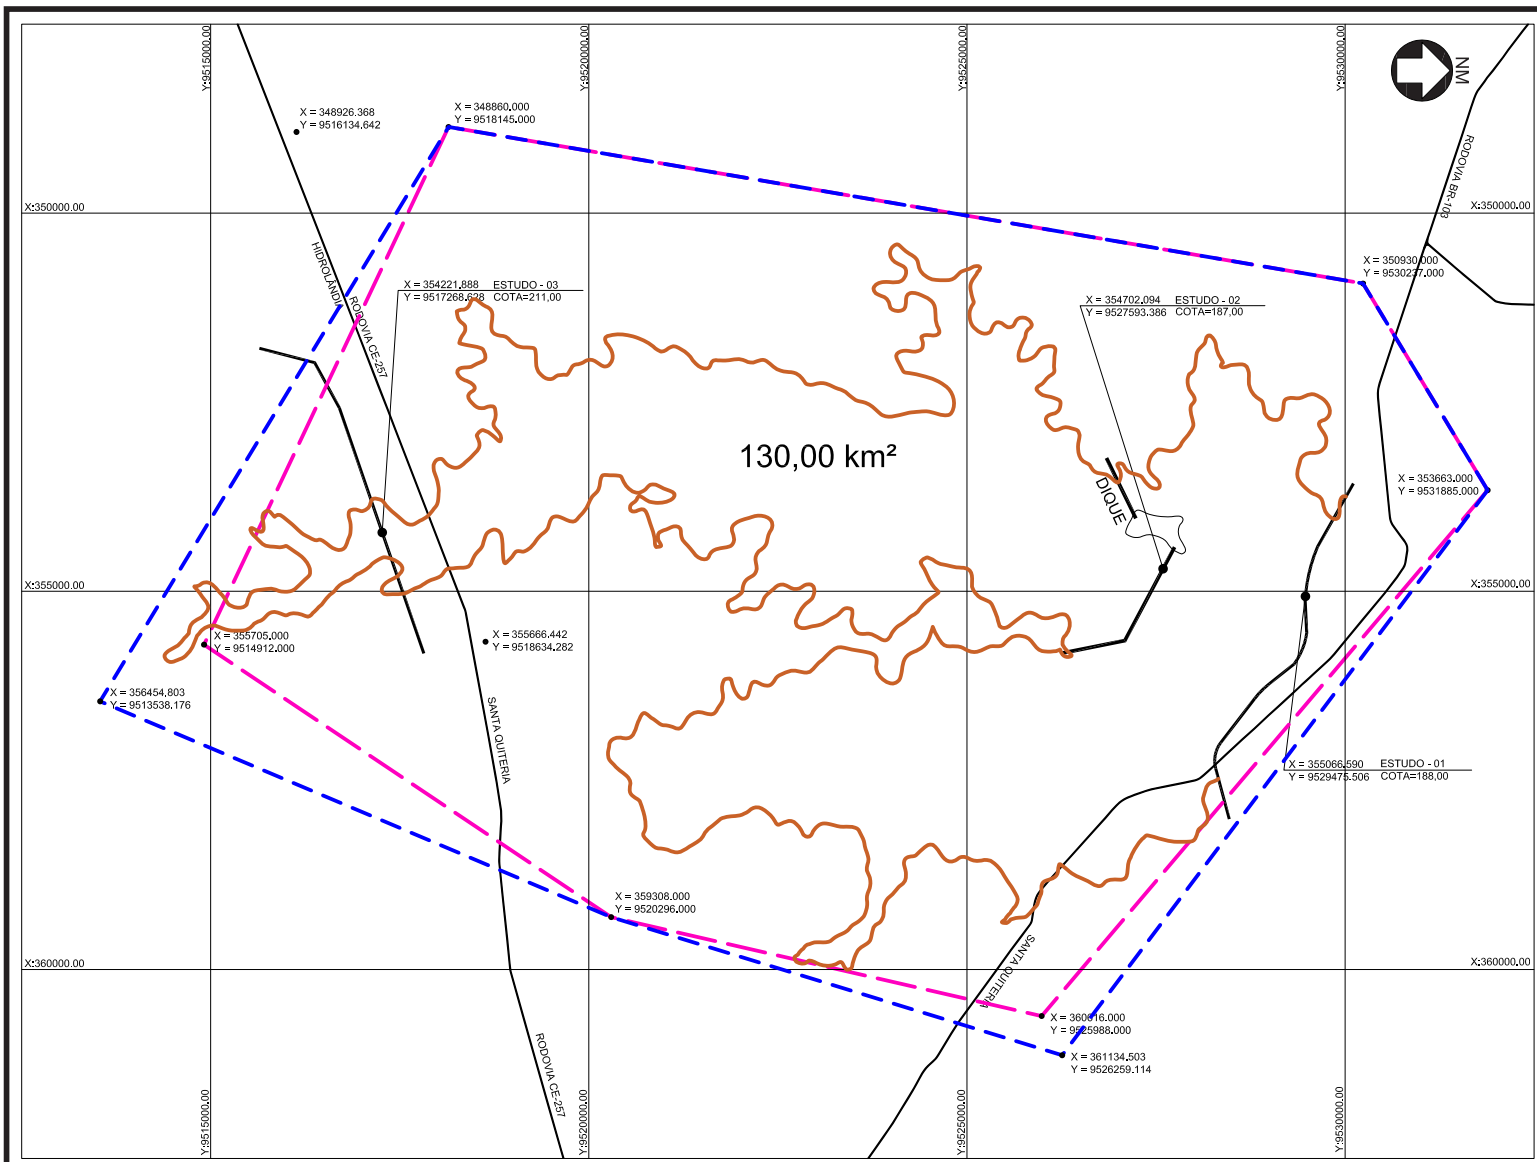 Y:9515000.00
Y:9520000.00
Y:9525000.00
Y:9530000.00
NM
X = 348926.368
Y = 9516134.642
X = 348860.000
Y = 9518145.000
RODOVIA BR-103
X:350000.00
X:350000.00
HIDROLÂNDIA
RODOVIA CE-257
X = 350930.000
Y = 9530237.000
X = 354221.888 ESTUDO - 03
Y = 9517268.628 COTA=211,00
X = 354702.094 ESTUDO - 02
Y = 9527593.386 COTA=187,00
130,00 km²
DIQUE
X = 353663.000
Y = 9531885.000
X:355000.00
X:355000.00
X = 355705.000
Y = 9514912.000
X = 355666.442
Y = 9518634.282
X = 356454.803
Y = 9513538.176
SANTA QUITERIA
X = 355066.590 ESTUDO - 01
Y = 9529475.506 COTA=188,00
X = 359308.000
Y = 9520296.000
X:360000.00
X:360000.00
SANTA QUITERIA
X = 360616.000
Y = 9525988.000
X = 361134.503
Y = 9526259.114
RODOVIA CE-257
Y:9515000.00
Y:9520000.00
Y:9525000.00
Y:9530000.00